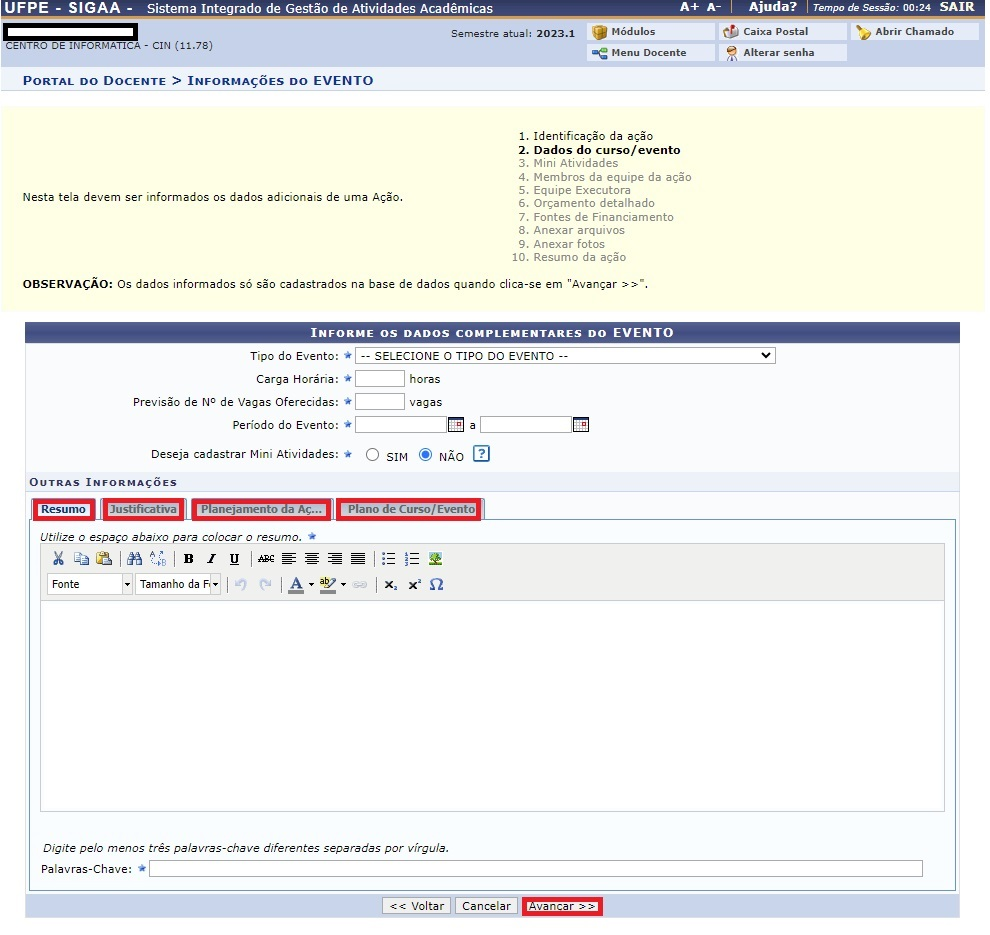 UFPE - SIGAA - Sistema Integrado de Gestão de Atividades Acadêmicas A+ A- Ajuda? Tempo de Sessão: 00:24 SAIR
CENTRO DE INFORMATICA - CIN (11.78)
Semestre atual: 2023.1
Módulos Caixa Postal Abrir Chamado
Menu Docente Alterar senha
PORTAL DO DOCENTE > INFORMAÇÕES DO EVENTO
Nesta tela devem ser informados os dados adicionais de uma Ação.
1. Identificação da ação
2. Dados do curso/evento
3. Mini Atividades
4. Membros da equipe da ação
5. Equipe Executora
6. Orçamento detalhado
7. Fontes de Financiamento
8. Anexar arquivos
9. Anexar fotos
10. Resumo da ação
OBSERVAÇÃO: Os dados informados só são cadastrados na base de dados quando clica-se em "Avançar >>".
INFORME OS DADOS COMPLEMENTARES DO EVENTO
Tipo do Evento: -- SELECIONE O TIPO DO EVENTO --
Carga Horária: horas
Previsão de Nº de Vagas Oferecidas: vagas
Período do Evento: a
Deseja cadastrar Mini Atividades: SIM NÃO ?
OUTRAS INFORMAÇÕES
Resumo Justificativa Planejamento da Aç... Plano de Curso/Evento
Utilize o espaço abaixo para colocar o resumo.
B I U ABC
Fonte Tamanho da F A ab x₂ x² Ω
Digite pelo menos três palavras-chave diferentes separadas por vírgula.
Palavras-Chave:
<< Voltar Cancelar Avançar >>